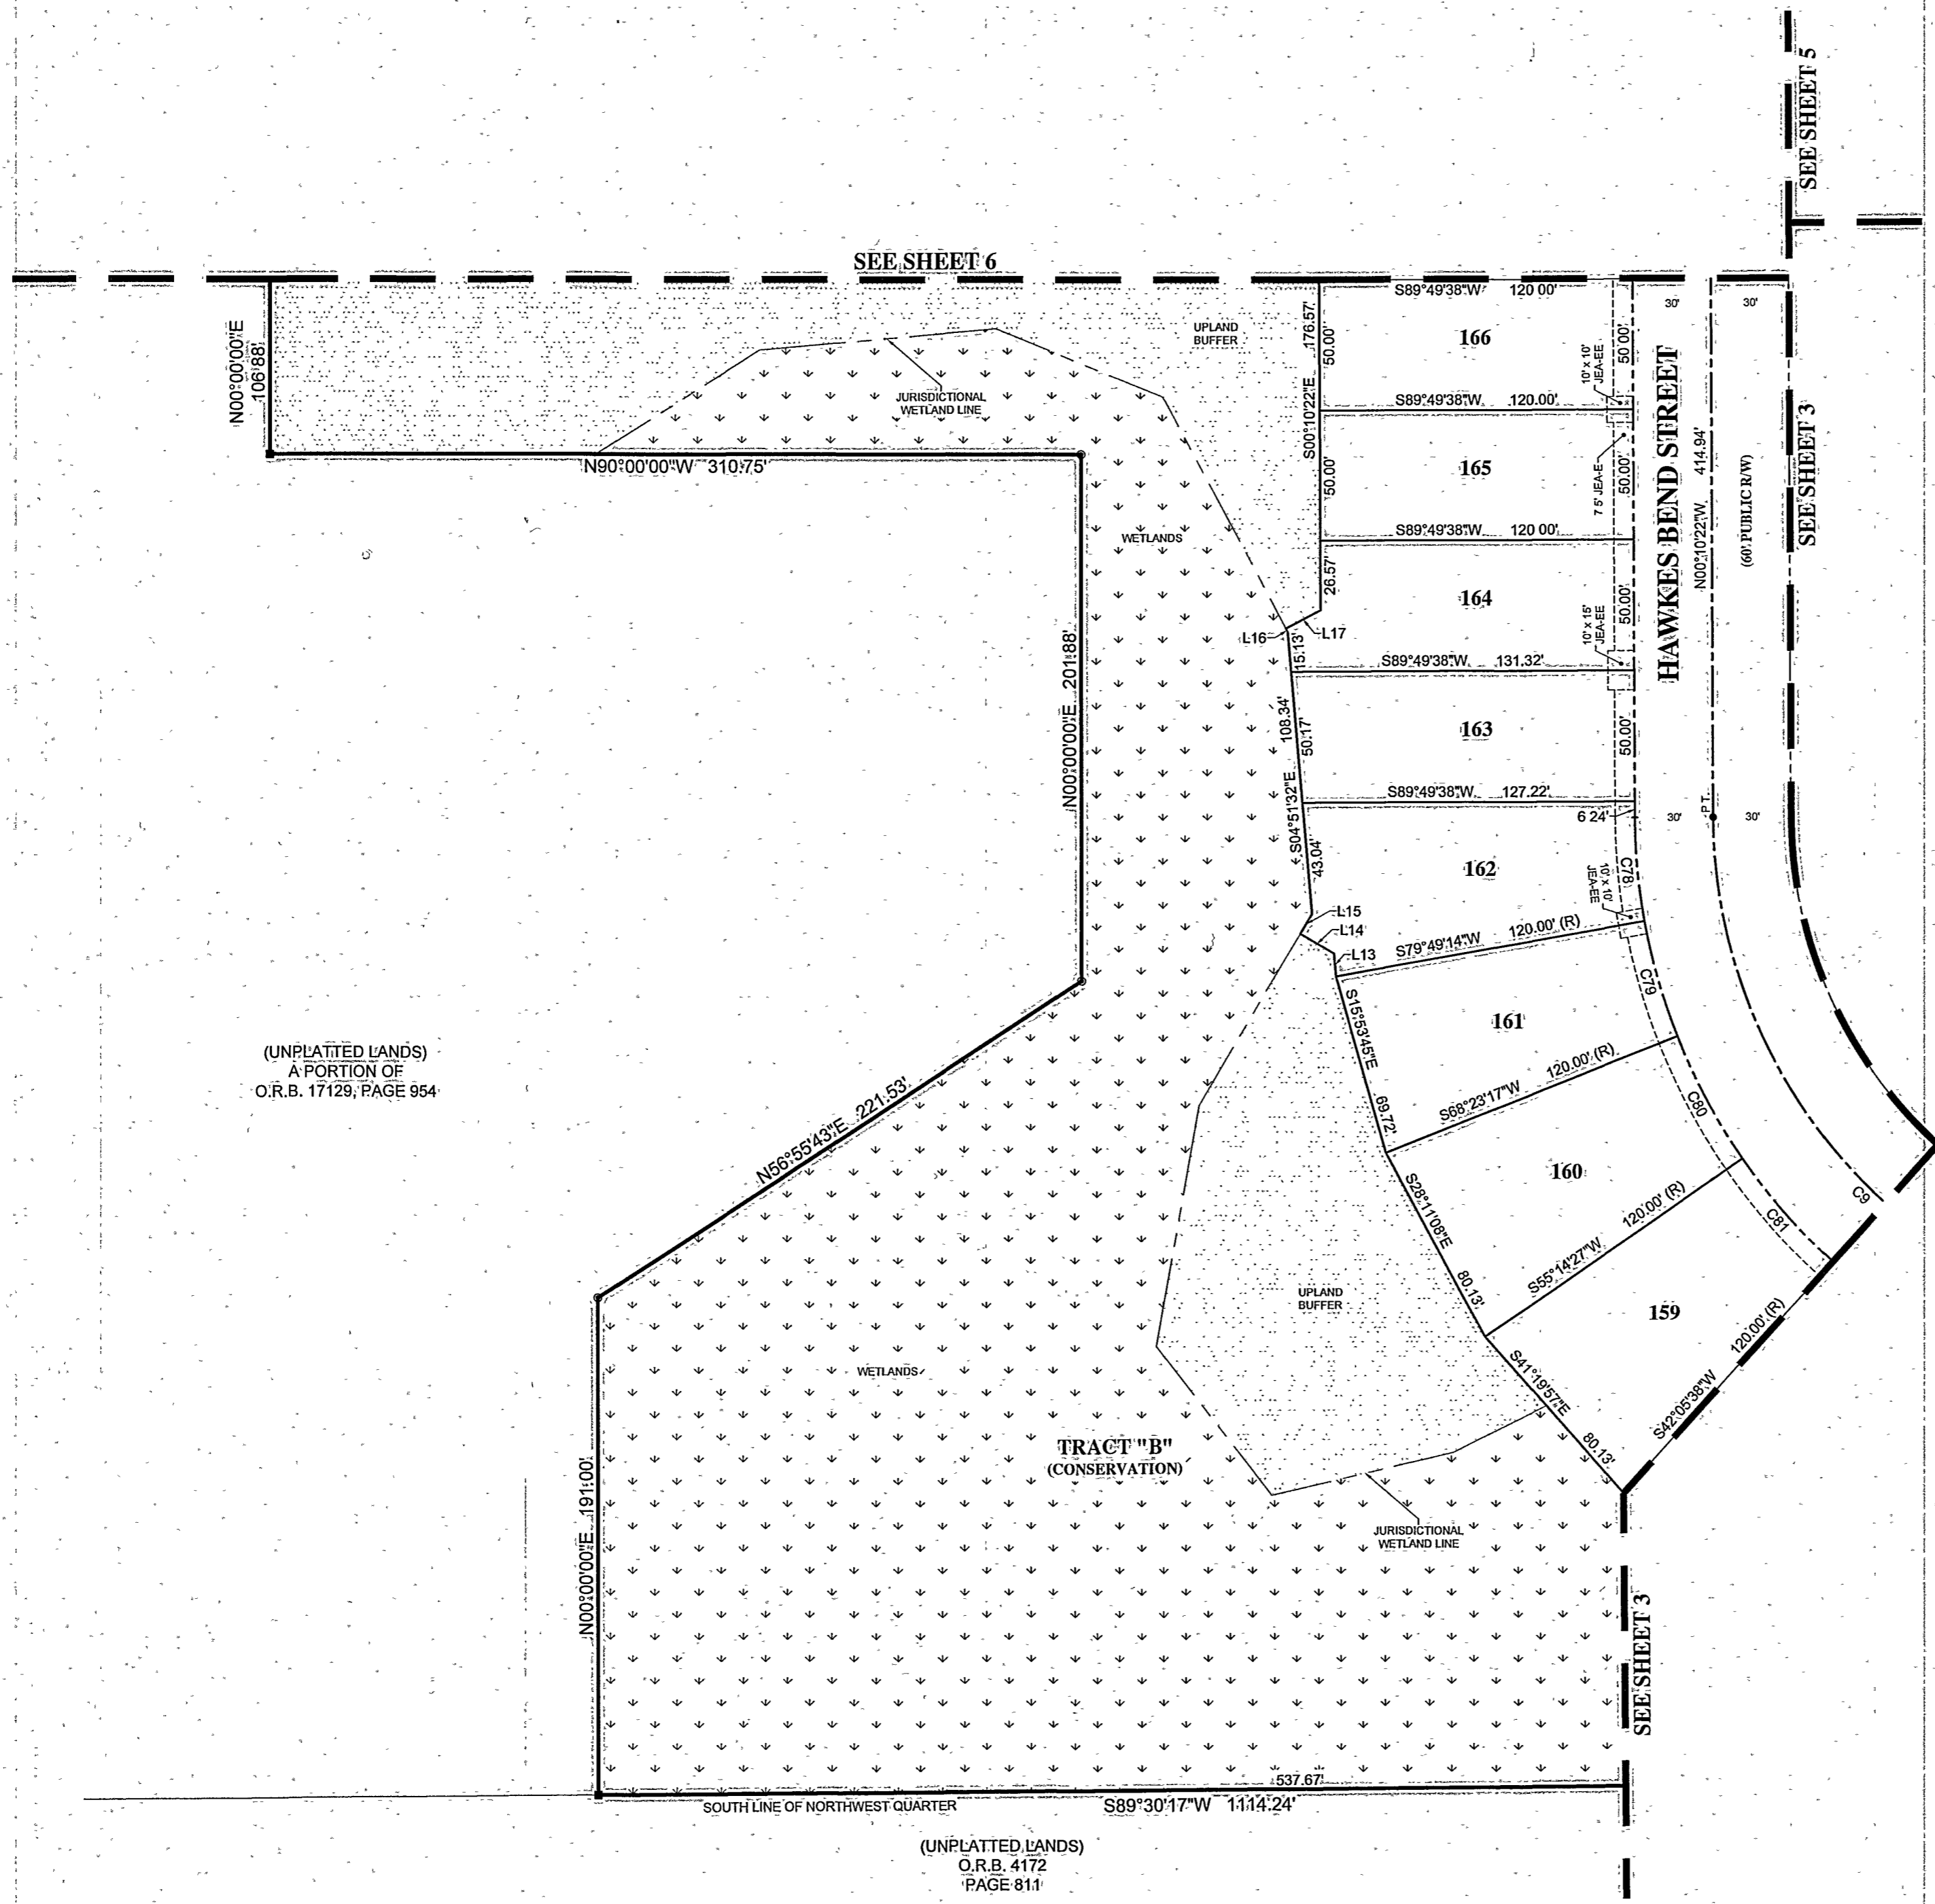 SEE SHEET 5
SEE SHEET 6
N00°00'00"E
106.88'
UPLAND
BUFFER
JURISDICTIONAL
WETLAND LINE
N90°00'00"W 310.75'
S00°10'22"E 176.57'
50.00'
S89°49'38"W 120 00'
166
50.00'
10' x 10'
JEA-EE
30'
30'
S89°49'38"W 120.00'
50.00'
165
7 5' JEA-E
50.00'
HAWKES BEND STREET
N00°10'22"W 414.94'
(60' PUBLIC R/W)
SEE SHEET 3
WETLANDS
S89°49'38"W 120 00'
26.57'
164
50.00'
10' x 15'
JEA-EE
L16
L17
15.13'
S89°49'38"W 131.32'
N00°00'00"E 201.88'
S04°51'32"E 108.34'
50.17'
163
50.00'
S89°49'38"W 127.22'
6 24'
30'
P.T.
30'
43.04'
162
C78
10' x 10'
JEA-EE
L15
L14
L13
S79°49'14"W 120.00' (R)
C79
S15°53'45"E 69.72'
161
(UNPLATTED LANDS)
A PORTION OF
O.R.B. 17129, PAGE 954
N56°55'43"E 221.53'
S68°23'17"W 120.00' (R)
C80
160
S28°11'08"E 80.13'
C9
C81
S55°14'27"W 120.00' (R)
UPLAND
BUFFER
159
WETLANDS
S41°19'57"E 80.13'
S42°05'38"W 120.00' (R)
TRACT "B"
(CONSERVATION)
N00°00'00"E 191.00'
JURISDICTIONAL
WETLAND LINE
SEE SHEET 3
537.67'
SOUTH LINE OF NORTHWEST QUARTER
S89°30'17"W 1114.24'
(UNPLATTED LANDS)
O.R.B. 4172
PAGE 811